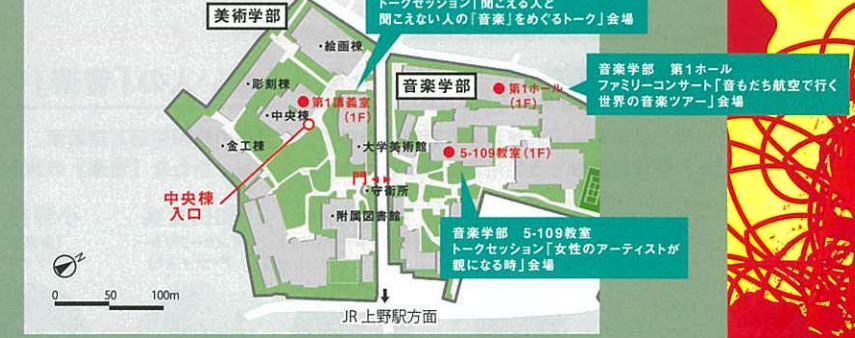 トークセッション「聞こえる人と
聞こえない人の『音楽』をめぐるトーク」会場
美術学部
・絵画棟
・彫刻棟
第1講義室
(1F)
・中央棟
・金工棟
中央棟
入口
音楽学部
第1ホール
(1F)
音楽学部 第1ホール
ファミリーコンサート「音もだち航空で行く
世界の音楽ツアー」会場
・大学美術館
5-109教室(1F)
門
・守衛所
・附属図書館
音楽学部 5-109教室
トークセッション「女性のアーティストが
親になる時」会場
N
0 50 100m
JR 上野駅方面